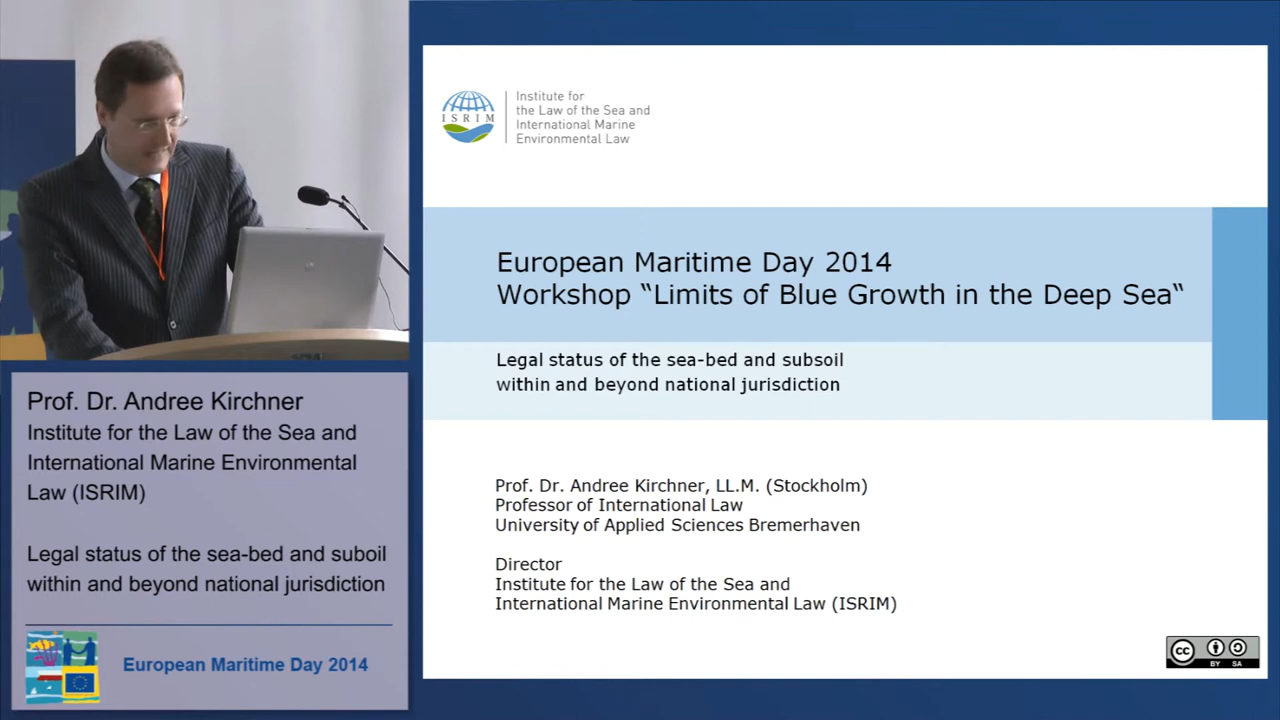 Prof. Dr. Andree Kirchner
Institute for the Law of the Sea and
International Marine Environmental
Law (ISRIM)
Legal status of the sea-bed and suboil
within and beyond national jurisdiction
European Maritime Day 2014
ISRIM
Institute for
the Law of the Sea and
International Marine
Environmental Law
European Maritime Day 2014
Workshop “Limits of Blue Growth in the Deep Sea“
Legal status of the sea-bed and subsoil
within and beyond national jurisdiction
Prof. Dr. Andree Kirchner, LL.M. (Stockholm)
Professor of International Law
University of Applied Sciences Bremerhaven
Director
Institute for the Law of the Sea and
International Marine Environmental Law (ISRIM)
cc
BY SA